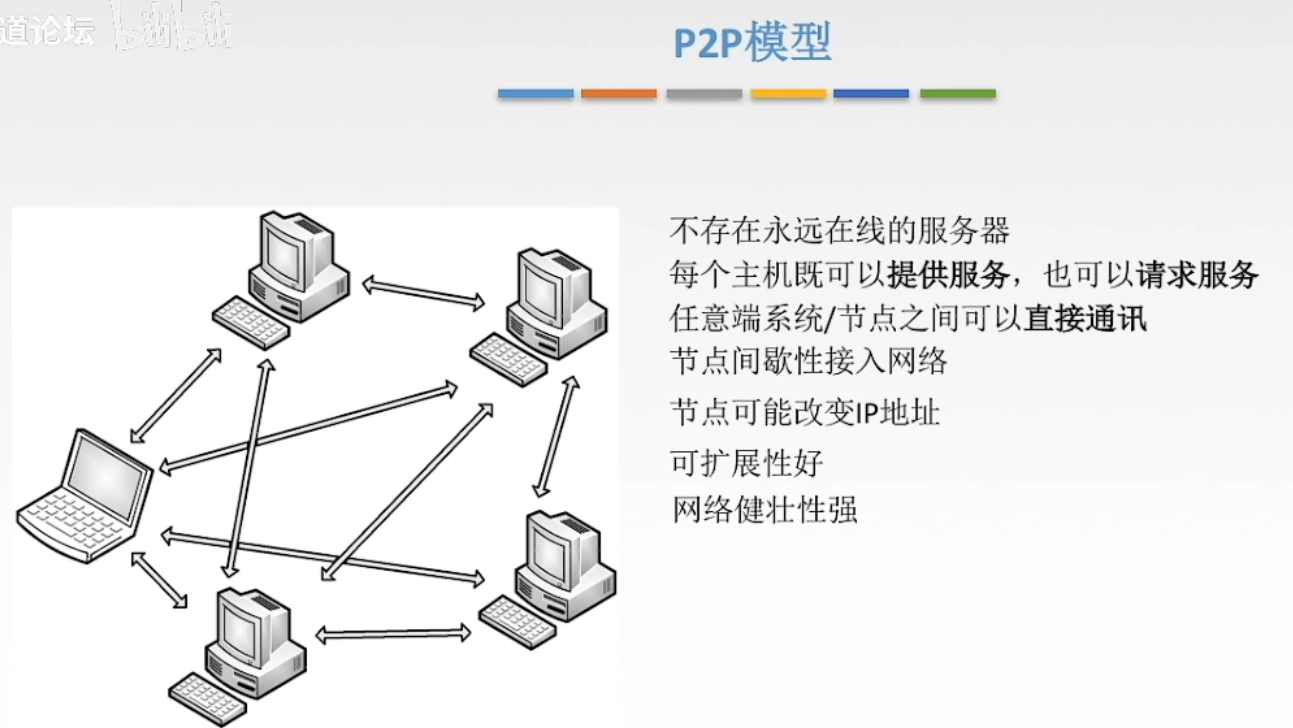 道论坛 bilibili
P2P模型
不存在永远在线的服务器
每个主机既可以提供服务，也可以请求服务
任意端系统/节点之间可以直接通讯
节点间歇性接入网络
节点可能改变IP地址
可扩展性好
网络健壮性强